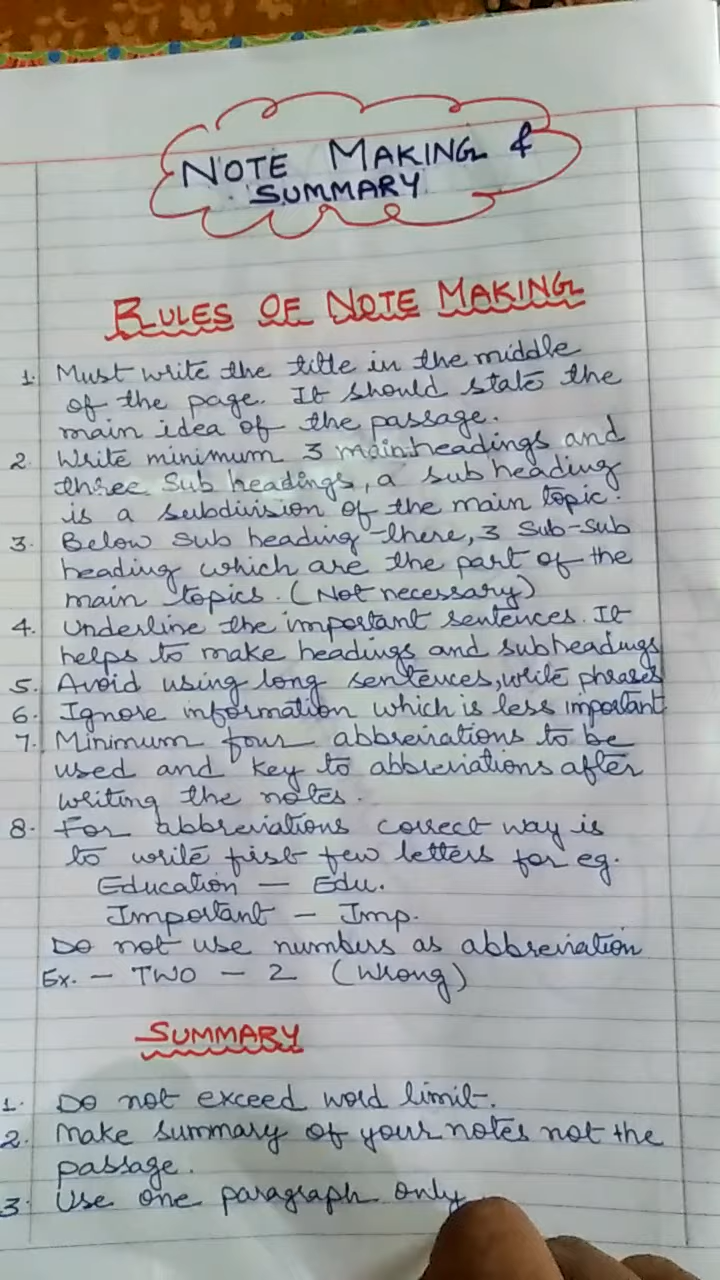 NOTE MAKING &
SUMMARY
RULES OF NOTE MAKING
1. Must write the title in the middle
of the page. It should state the
main idea of the passage.
2. Write minimum 3 main headings and
three Sub headings, a sub heading
is a subdivision of the main topic.
3. Below sub heading there, 3 Sub-sub
heading which are the part of the
main topics. (Not necessary)
4. Underline the important sentences. It
helps to make headings and subheadings
5. Avoid using long sentences, write phrases
6. Ignore information which is less important
7. Minimum four abbreviations to be
used and key to abbreviations after
writing the notes.
8. For abbreviations correct way is
to write first few letters for eg.
Education — Edu.
Important — Imp.
Do not use numbers as abbreviation
Ex. — TWO — 2 (Wrong)
SUMMARY
1. Do not exceed word limit.
2. Make summary of your notes not the
passage.
3. Use one paragraph only